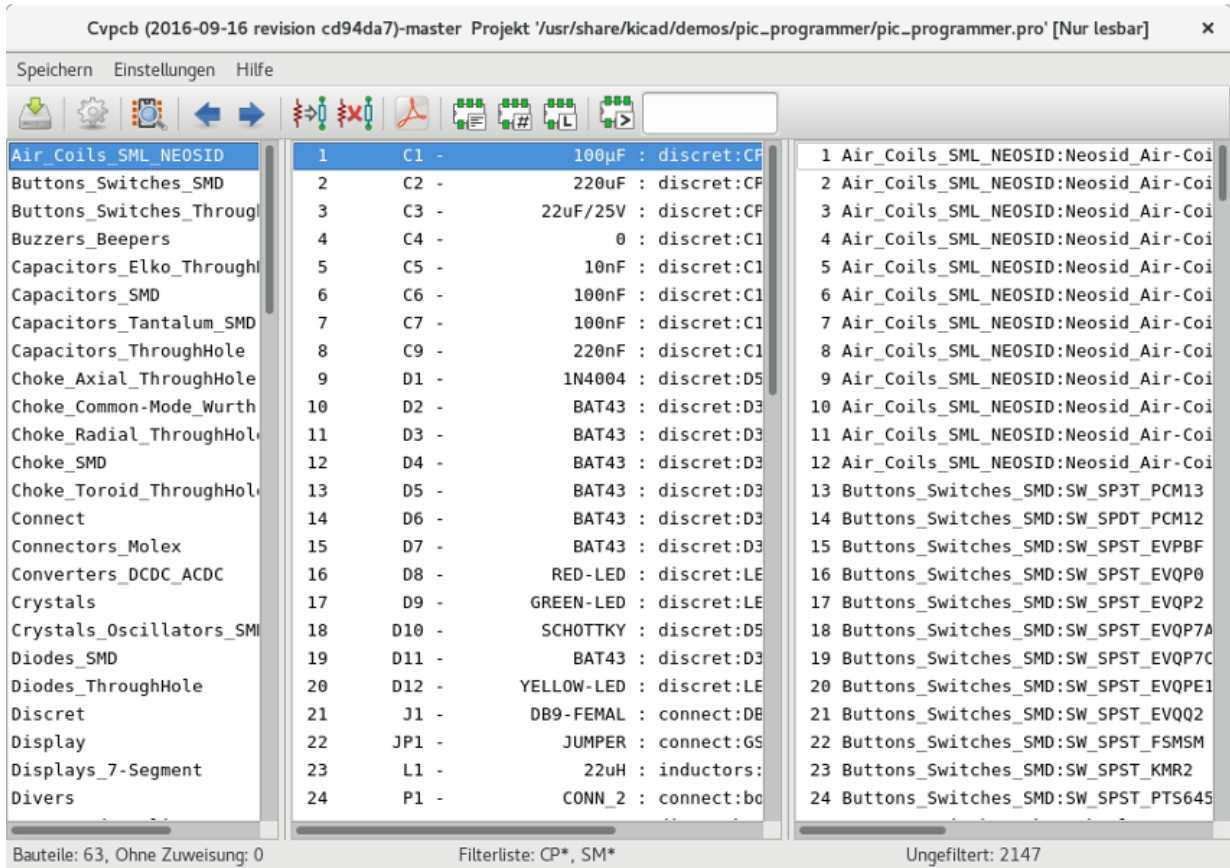 Cvpcb (2016-09-16 revision cd94da7)-master Projekt '/usr/share/kicad/demos/pic_programmer/pic_programmer.pro' [Nur lesbar] ×
Speichern Einstellungen Hilfe
Air_Coils_SML_NEOSID
Buttons_Switches_SMD
Buttons_Switches_Throug
Buzzers_Beepers
Capacitors_Elko_Through
Capacitors_SMD
Capacitors_Tantalum_SMD
Capacitors_ThroughHole
Choke_Axial_ThroughHole
Choke_Common-Mode_Wurth
Choke_Radial_ThroughHol
Choke_SMD
Choke_Toroid_ThroughHol
Connect
Connectors_Molex
Converters_DCDC_ACDC
Crystals
Crystals_Oscillators_SM
Diodes_SMD
Diodes_ThroughHole
Discret
Display
Displays_7-Segment
Divers
1 C1 - 100µF : discret:CP
2 C2 - 220uF : discret:CP
3 C3 - 22uF/25V : discret:CP
4 C4 - 0 : discret:C1
5 C5 - 10nF : discret:C1
6 C6 - 100nF : discret:C1
7 C7 - 100nF : discret:C1
8 C9 - 220nF : discret:C1
9 D1 - 1N4004 : discret:D5
10 D2 - BAT43 : discret:D3
11 D3 - BAT43 : discret:D3
12 D4 - BAT43 : discret:D3
13 D5 - BAT43 : discret:D3
14 D6 - BAT43 : discret:D3
15 D7 - BAT43 : discret:D3
16 D8 - RED-LED : discret:LE
17 D9 - GREEN-LED : discret:LE
18 D10 - SCHOTTKY : discret:D5
19 D11 - BAT43 : discret:D3
20 D12 - YELLOW-LED : discret:LE
21 J1 - DB9-FEMAL : connect:DB
22 JP1 - JUMPER : connect:GS
23 L1 - 22uH : inductors:
24 P1 - CONN_2 : connect:bo
1 Air_Coils_SML_NEOSID:Neosid_Air-Coi
2 Air_Coils_SML_NEOSID:Neosid_Air-Coi
3 Air_Coils_SML_NEOSID:Neosid_Air-Coi
4 Air_Coils_SML_NEOSID:Neosid_Air-Coi
5 Air_Coils_SML_NEOSID:Neosid_Air-Coi
6 Air_Coils_SML_NEOSID:Neosid_Air-Coi
7 Air_Coils_SML_NEOSID:Neosid_Air-Coi
8 Air_Coils_SML_NEOSID:Neosid_Air-Coi
9 Air_Coils_SML_NEOSID:Neosid_Air-Coi
10 Air_Coils_SML_NEOSID:Neosid_Air-Coi
11 Air_Coils_SML_NEOSID:Neosid_Air-Coi
12 Air_Coils_SML_NEOSID:Neosid_Air-Coi
13 Buttons_Switches_SMD:SW_SP3T_PCM13
14 Buttons_Switches_SMD:SW_SPDT_PCM12
15 Buttons_Switches_SMD:SW_SPST_EVPBF
16 Buttons_Switches_SMD:SW_SPST_EVQP0
17 Buttons_Switches_SMD:SW_SPST_EVQP2
18 Buttons_Switches_SMD:SW_SPST_EVQP7A
19 Buttons_Switches_SMD:SW_SPST_EVQP7C
20 Buttons_Switches_SMD:SW_SPST_EVQPE1
21 Buttons_Switches_SMD:SW_SPST_EVQQ2
22 Buttons_Switches_SMD:SW_SPST_FSMSM
23 Buttons_Switches_SMD:SW_SPST_KMR2
24 Buttons_Switches_SMD:SW_SPST_PTS645
Bauteile: 63, Ohne Zuweisung: 0 Filterliste: CP*, SM* Ungefiltert: 2147